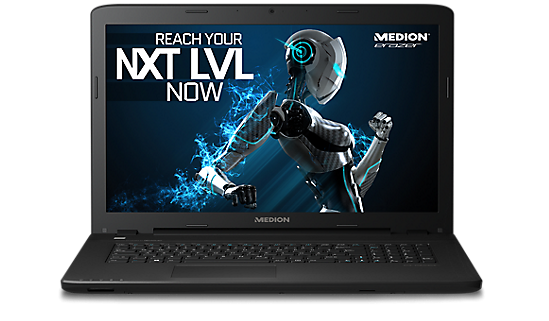 REACH YOUR
NXT LVL
NOW
MEDION
erazer
MEDION